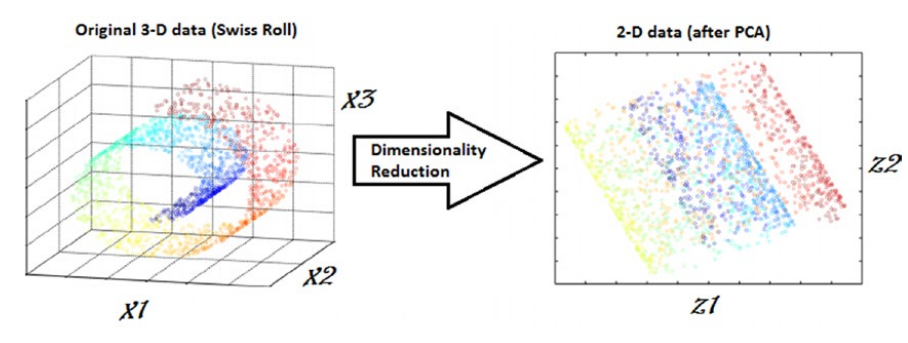 Original 3-D data (Swiss Roll)
2-D data (after PCA)
X3
Dimensionality
Reduction
z2
X2
X1
z1